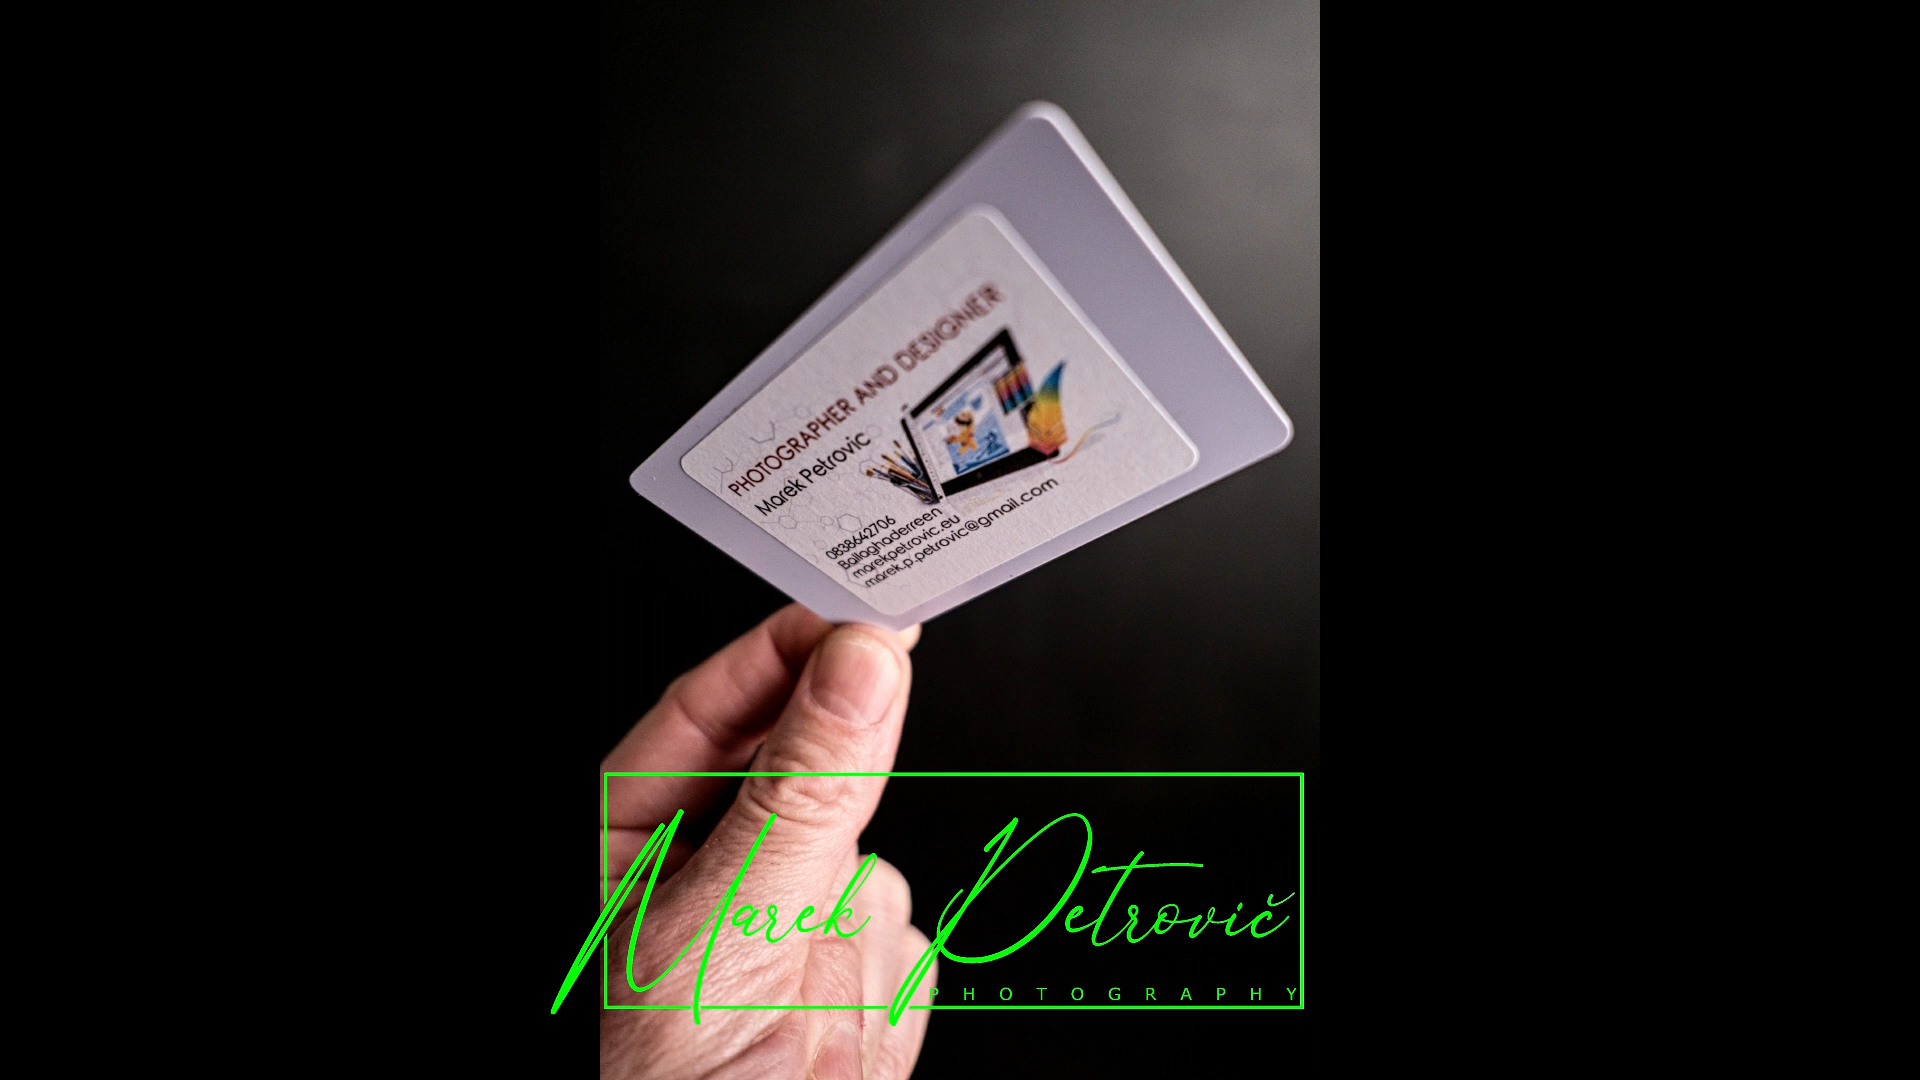 PHOTOGRAPHER AND DESIGNER
Marek Petrovic
0838642706
Ballaghaderreen
marekpetrovic.eu
marek.p.petrovic@gmail.com
Marek Petrovič
PHOTOGRAPHY